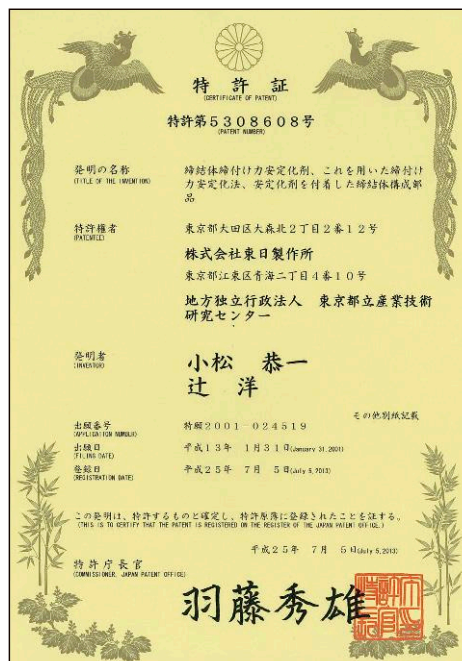 特許証
(CERTIFICATE OF PATENT)
特許第5308608号
(PATENT NUMBER)
発明の名称
(TITLE OF THE INVENTION)
締結体締付け力安定化剤、これを用いた締付け
力安定化法、安定化剤を付着した締結体構成部
品
特許権者
(PATENTEE)
東京都大田区大森北2丁目2番12号
株式会社東日製作所
東京都江東区青海二丁目4番10号
地方独立行政法人 東京都立産業技術
研究センター
発明者
(INVENTOR)
小松 恭一
辻 洋
その他別紙記載
出願番号
(APPLICATION NUMBER)
特願2001-024519
出願日
(FILING DATE)
平成13年 1月31日(January 31,2001)
登録日
(REGISTRATION DATE)
平成25年 7月 5日(July 5,2013)
この発明は、特許するものと確定し、特許原簿に登録されたことを証する。
(THIS IS TO CERTIFY THAT THE PATENT IS REGISTERED ON THE REGISTER OF THE JAPAN PATENT OFFICE.)
平成25年 7月 5日(July 5,2013)
特許庁長官
(COMMISSIONER, JAPAN PATENT OFFICE)
羽藤秀雄